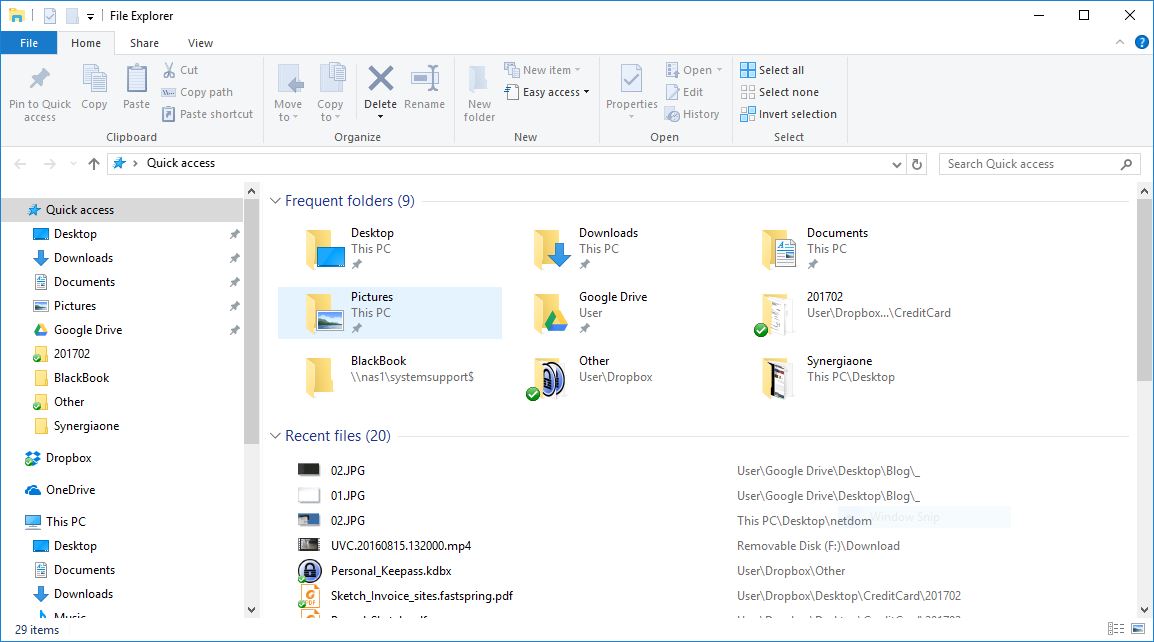 File Explorer
File Home Share View
Pin to Quick access
Copy
Paste
Cut
Copy path
Paste shortcut
Clipboard
Move to
Copy to
Delete
Rename
Organize
New folder
New item
Easy access
New
Properties
Open
Edit
History
Open
Select all
Select none
Invert selection
Select
Quick access
Search Quick access
Quick access
Desktop
Downloads
Documents
Pictures
Google Drive
201702
BlackBook
Other
Synergiaone
Dropbox
OneDrive
This PC
Desktop
Documents
Downloads
Music
Frequent folders (9)
Desktop
This PC
Downloads
This PC
Documents
This PC
Pictures
This PC
Google Drive
User
201702
User\Dropbox...\CreditCard
BlackBook
\\nas1\systemsupport$
Other
User\Dropbox
Synergiaone
This PC\Desktop
Recent files (20)
02.JPG User\Google Drive\Desktop\Blog\_
01.JPG User\Google Drive\Desktop\Blog\_
02.JPG This PC\Desktop\netdom
Window Snip
UVC.20160815.132000.mp4 Removable Disk (F:)\Download
Personal_Keepass.kdbx User\Dropbox\Other
Sketch_Invoice_sites.fastspring.pdf User\Dropbox\Desktop\CreditCard\201702
29 items